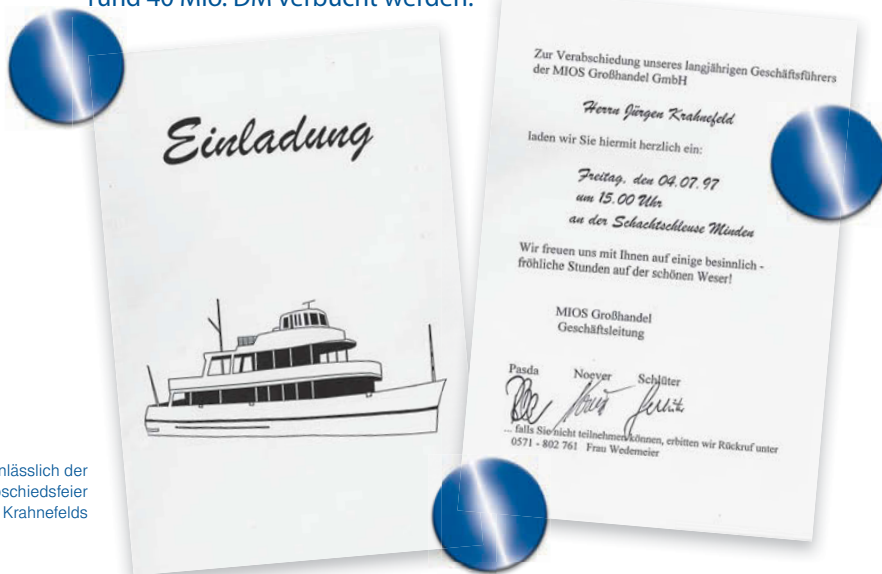 rund 40 Mio. DM verbucht werden.
Einladung
Zur Verabschiedung unseres langjährigen Geschäftsführers
der MIOS Großhandel GmbH
Herrn Jürgen Krahnefeld
laden wir Sie hiermit herzlich ein:
Freitag, den 04.07.97
um 15.00 Uhr
an der Schachtschleuse Minden
Wir freuen uns mit Ihnen auf einige besinnlich -
fröhliche Stunden auf der schönen Weser!
MIOS Großhandel
Geschäftsleitung
Pasda Noever Schlüter
... falls Sie nicht teilnehmen können, erbitten wir Rückruf unter
0571 - 802 761 Frau Wedemeier
nlässlich der
schiedsfeier
Krahnefelds